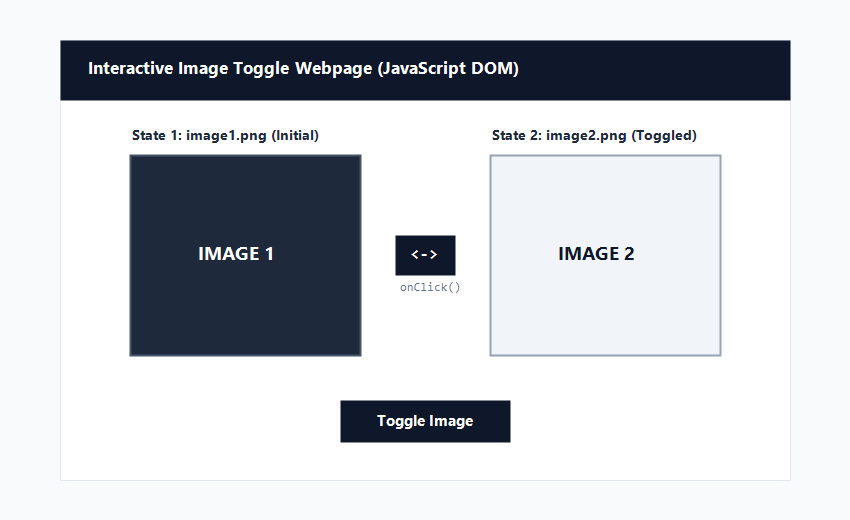 Interactive Image Toggle Webpage (JavaScript DOM)
State 1: image1.png (Initial)
State 2: image2.png (Toggled)
IMAGE 1
<->
IMAGE 2
onClick()
Toggle Image